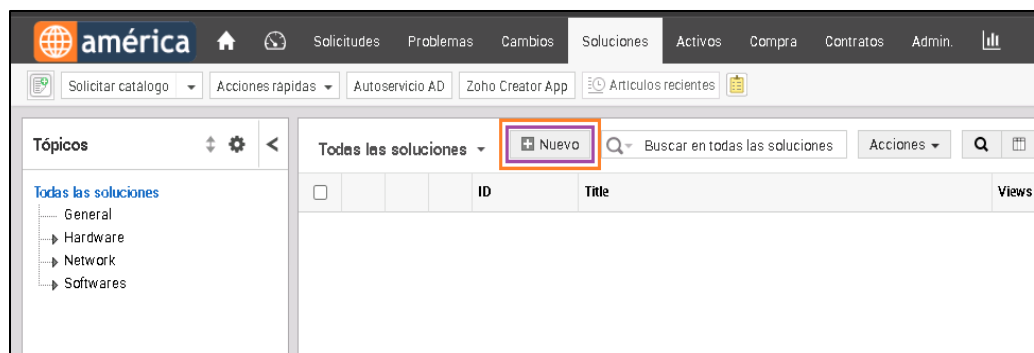 américa Solicitudes Problemas Cambios Soluciones Activos Compra Contratos Admin.
Solicitar catálogo Acciones rápidas Autoservicio AD Zoho Creator App Artículos recientes
Tópicos
Todas las soluciones
General
Hardware
Network
Softwares
Todas las soluciones Nuevo Buscar en todas las soluciones Acciones
ID Title Views